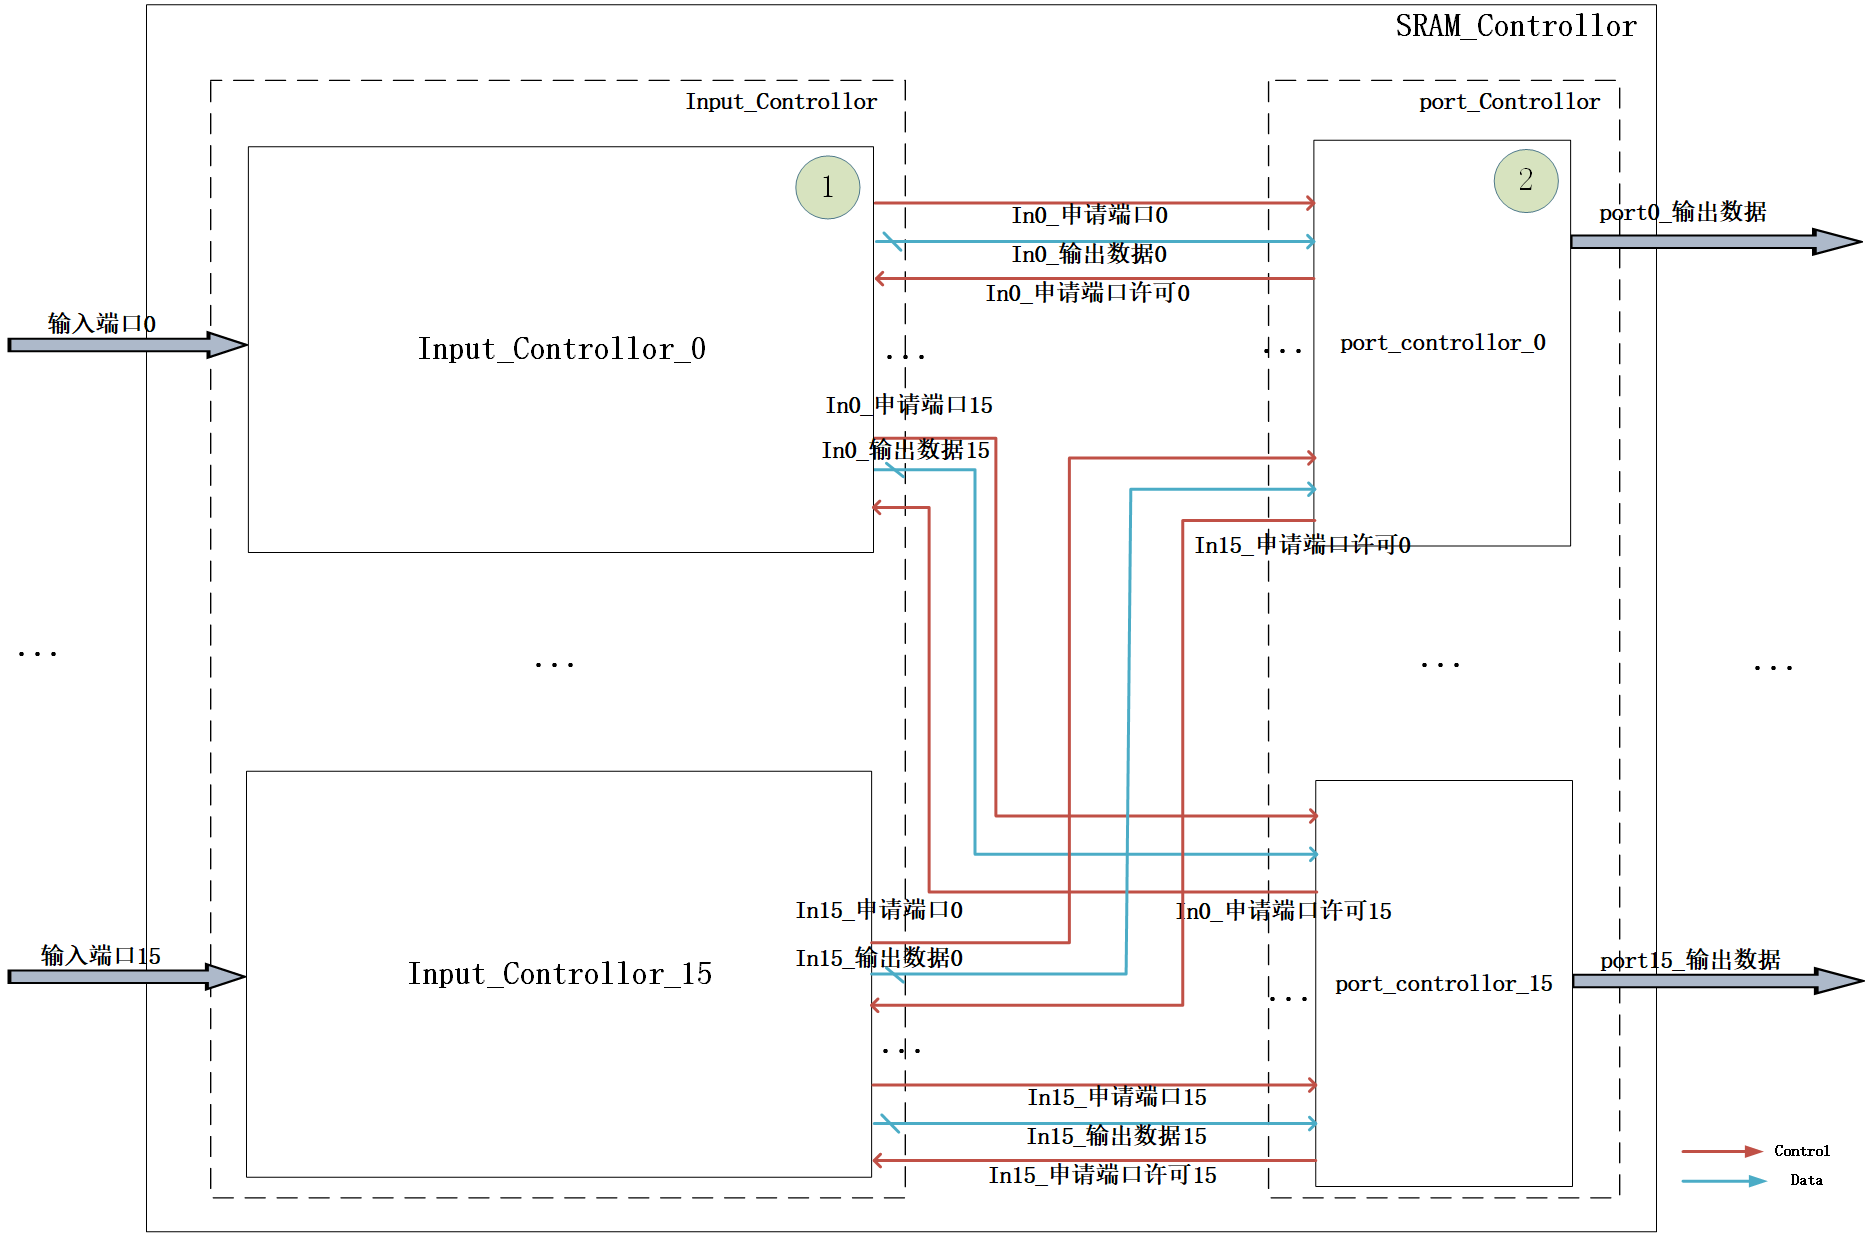 SRAM_Controllor
Input_Controllor
port_Controllor
1
2
In0_申请端口0
port0_输出数据
In0_输出数据0
In0_申请端口许可0
输入端口0
Input_Controllor_0
...
...
port_controllor_0
In0_申请端口15
In0_输出数据15
In15_申请端口许可0
...
...
...
...
In15_申请端口0
In0_申请端口许可15
输入端口15
In15_输出数据0
port15_输出数据
Input_Controllor_15
...
port_controllor_15
...
In15_申请端口15
In15_输出数据15
In15_申请端口许可15
Control
Data